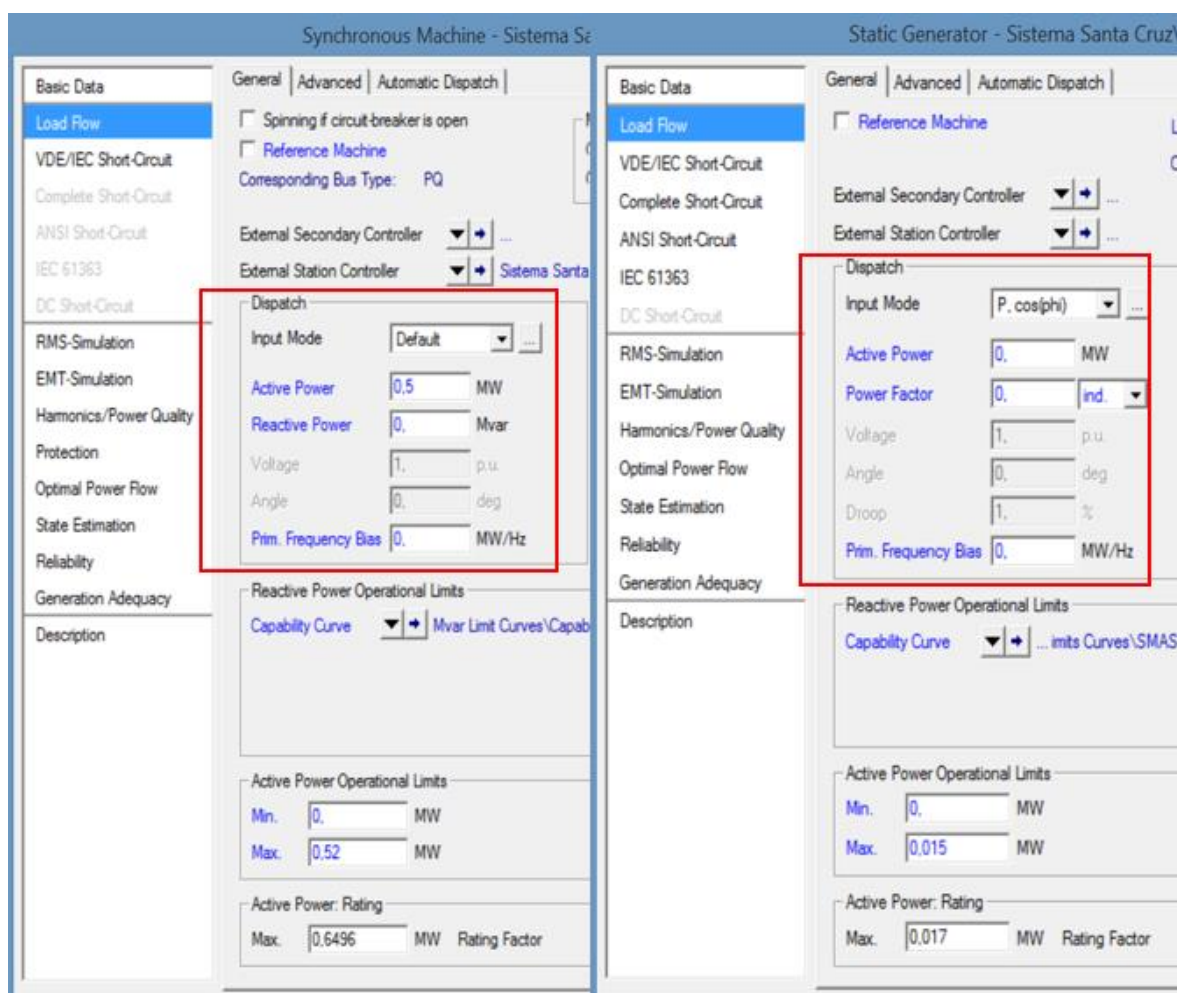 Synchronous Machine - Sistema Sa
Basic Data
Load Flow
VDE/IEC Short-Circuit
Complete Short-Circuit
ANSI Short-Circuit
IEC 61363
DC Short-Circuit
RMS-Simulation
EMT-Simulation
Harmonics/Power Quality
Protection
Optimal Power Flow
State Estimation
Reliability
Generation Adequacy
Description
General Advanced Automatic Dispatch
Spinning if circuit-breaker is open
Reference Machine
Corresponding Bus Type: PQ
External Secondary Controller ...
External Station Controller Sistema Santa
Dispatch
Input Mode Default ...
Active Power 0,5 MW
Reactive Power 0, Mvar
Voltage 1, p.u.
Angle 0, deg
Prim. Frequency Bias 0, MW/Hz
Reactive Power Operational Limits
Capability Curve Mvar Limit Curves\Capab
Active Power Operational Limits
Min. 0, MW
Max. 0,52 MW
Active Power: Rating
Max. 0,6496 MW Rating Factor
Static Generator - Sistema Santa Cruz\
Basic Data
Load Flow
VDE/IEC Short-Circuit
Complete Short-Circuit
ANSI Short-Circuit
IEC 61363
DC Short-Circuit
RMS-Simulation
EMT-Simulation
Harmonics/Power Quality
Optimal Power Flow
State Estimation
Reliability
Generation Adequacy
Description
General Advanced Automatic Dispatch
Reference Machine
External Secondary Controller ...
External Station Controller ...
Dispatch
Input Mode P, cos(phi) ...
Active Power 0, MW
Power Factor 0, ind.
Voltage 1, p.u.
Angle 0, deg
Droop 1, %
Prim. Frequency Bias 0, MW/Hz
Reactive Power Operational Limits
Capability Curve ... imits Curves\SMAS
Active Power Operational Limits
Min. 0, MW
Max. 0,015 MW
Active Power: Rating
Max. 0,017 MW Rating Factor